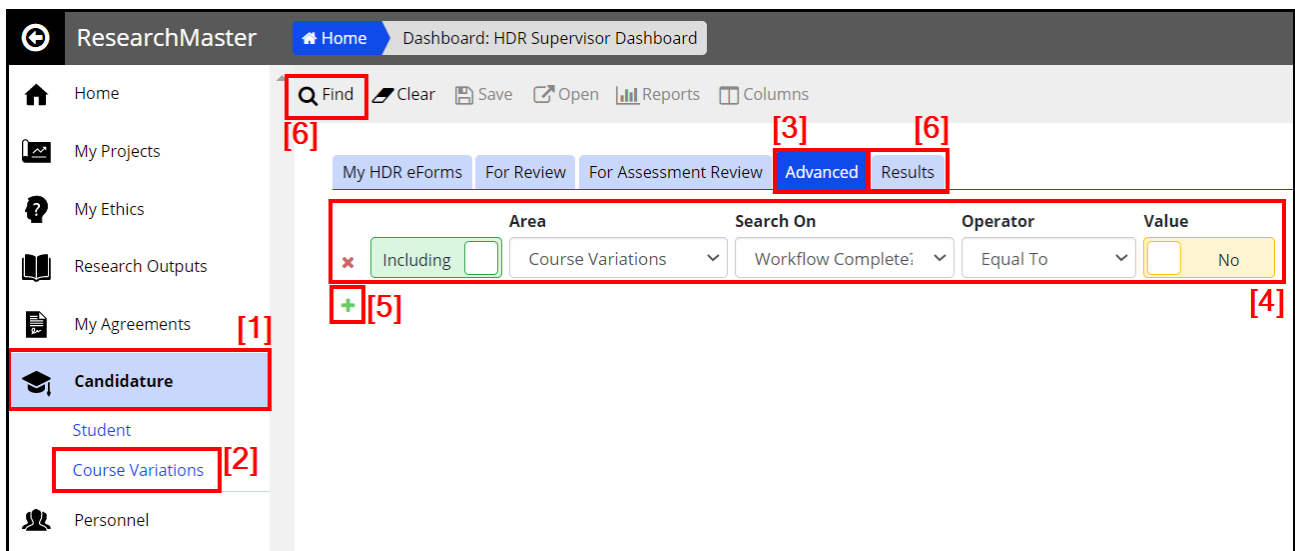 ResearchMaster
Home
Dashboard: HDR Supervisor Dashboard
Home
My Projects
My Ethics
Research Outputs
My Agreements
[1]
Candidature
Student
Course Variations
[2]
Personnel
Find Clear Save Open Reports Columns
[6]
[3]
[6]
My HDR eForms For Review For Assessment Review Advanced Results
Area Search On Operator Value
Including Course Variations Workflow Complete? Equal To No
[5]
[4]